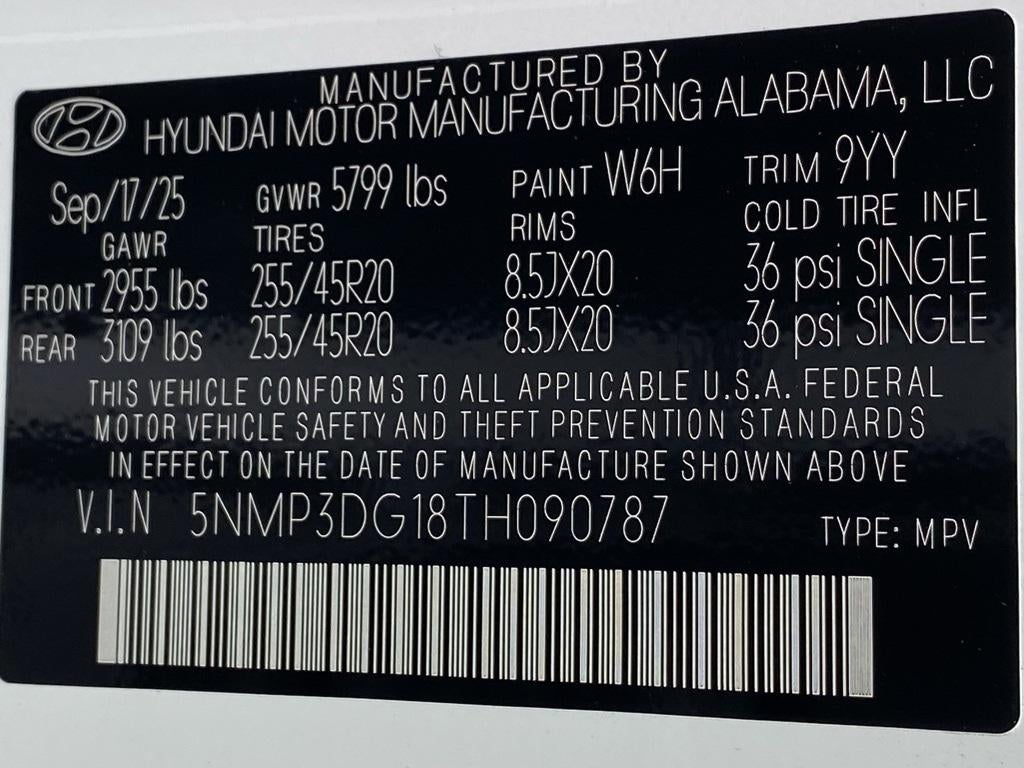 MANUFACTURED BY
HYUNDAI MOTOR MANUFACTURING ALABAMA, LLC
Sep/17/25 GVWR 5799 lbs PAINT W6H TRIM 9YY
GAWR TIRES RIMS COLD TIRE INFL
FRONT 2955 lbs 255/45R20 8.5JX20 36 psi SINGLE
REAR 3109 lbs 255/45R20 8.5JX20 36 psi SINGLE
THIS VEHICLE CONFORMS TO ALL APPLICABLE U.S.A. FEDERAL
MOTOR VEHICLE SAFETY AND THEFT PREVENTION STANDARDS
IN EFFECT ON THE DATE OF MANUFACTURE SHOWN ABOVE
V.I.N 5NMP3DG18TH090787 TYPE: MPV